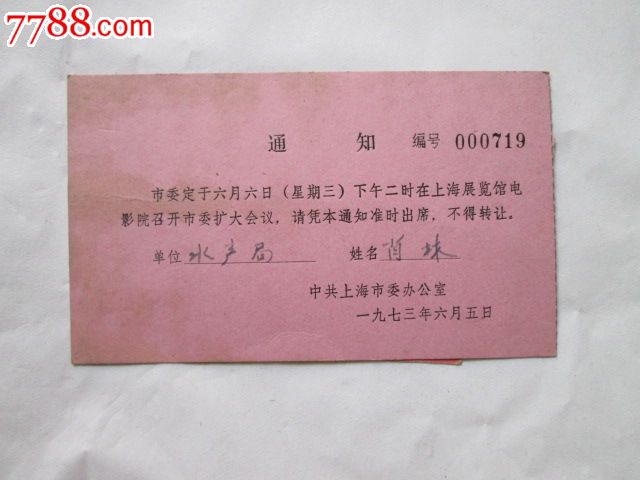 7788.com
通 知 编号 000719
市委定于六月六日（星期三）下午二时在上海展览馆电
影院召开市委扩大会议，请凭本通知准时出席，不得转让。
单位水产局 姓名肖林
中共上海市委办公室
一九七三年六月五日